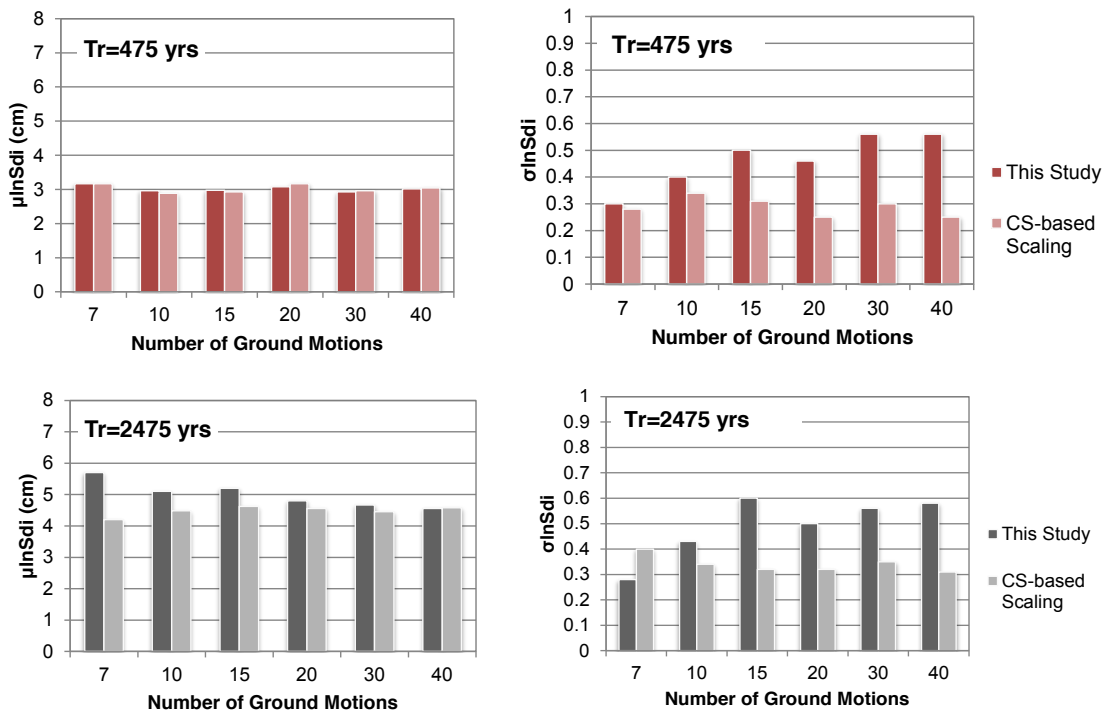 Tr=475 yrs
µlnSdi (cm)
8
7
6
5
4
3
2
1
0
7 10 15 20 30 40
Number of Ground Motions
Tr=475 yrs
σlnSdi
1
0.9
0.8
0.7
0.6
0.5
0.4
0.3
0.2
0.1
0
7 10 15 20 30 40
Number of Ground Motions
This Study
CS-based
Scaling
Tr=2475 yrs
µlnSdi (cm)
8
7
6
5
4
3
2
1
0
7 10 15 20 30 40
Number of Ground Motions
Tr=2475 yrs
σlnSdi
1
0.9
0.8
0.7
0.6
0.5
0.4
0.3
0.2
0.1
0
7 10 15 20 30 40
Number of Ground Motions
This Study
CS-based
Scaling